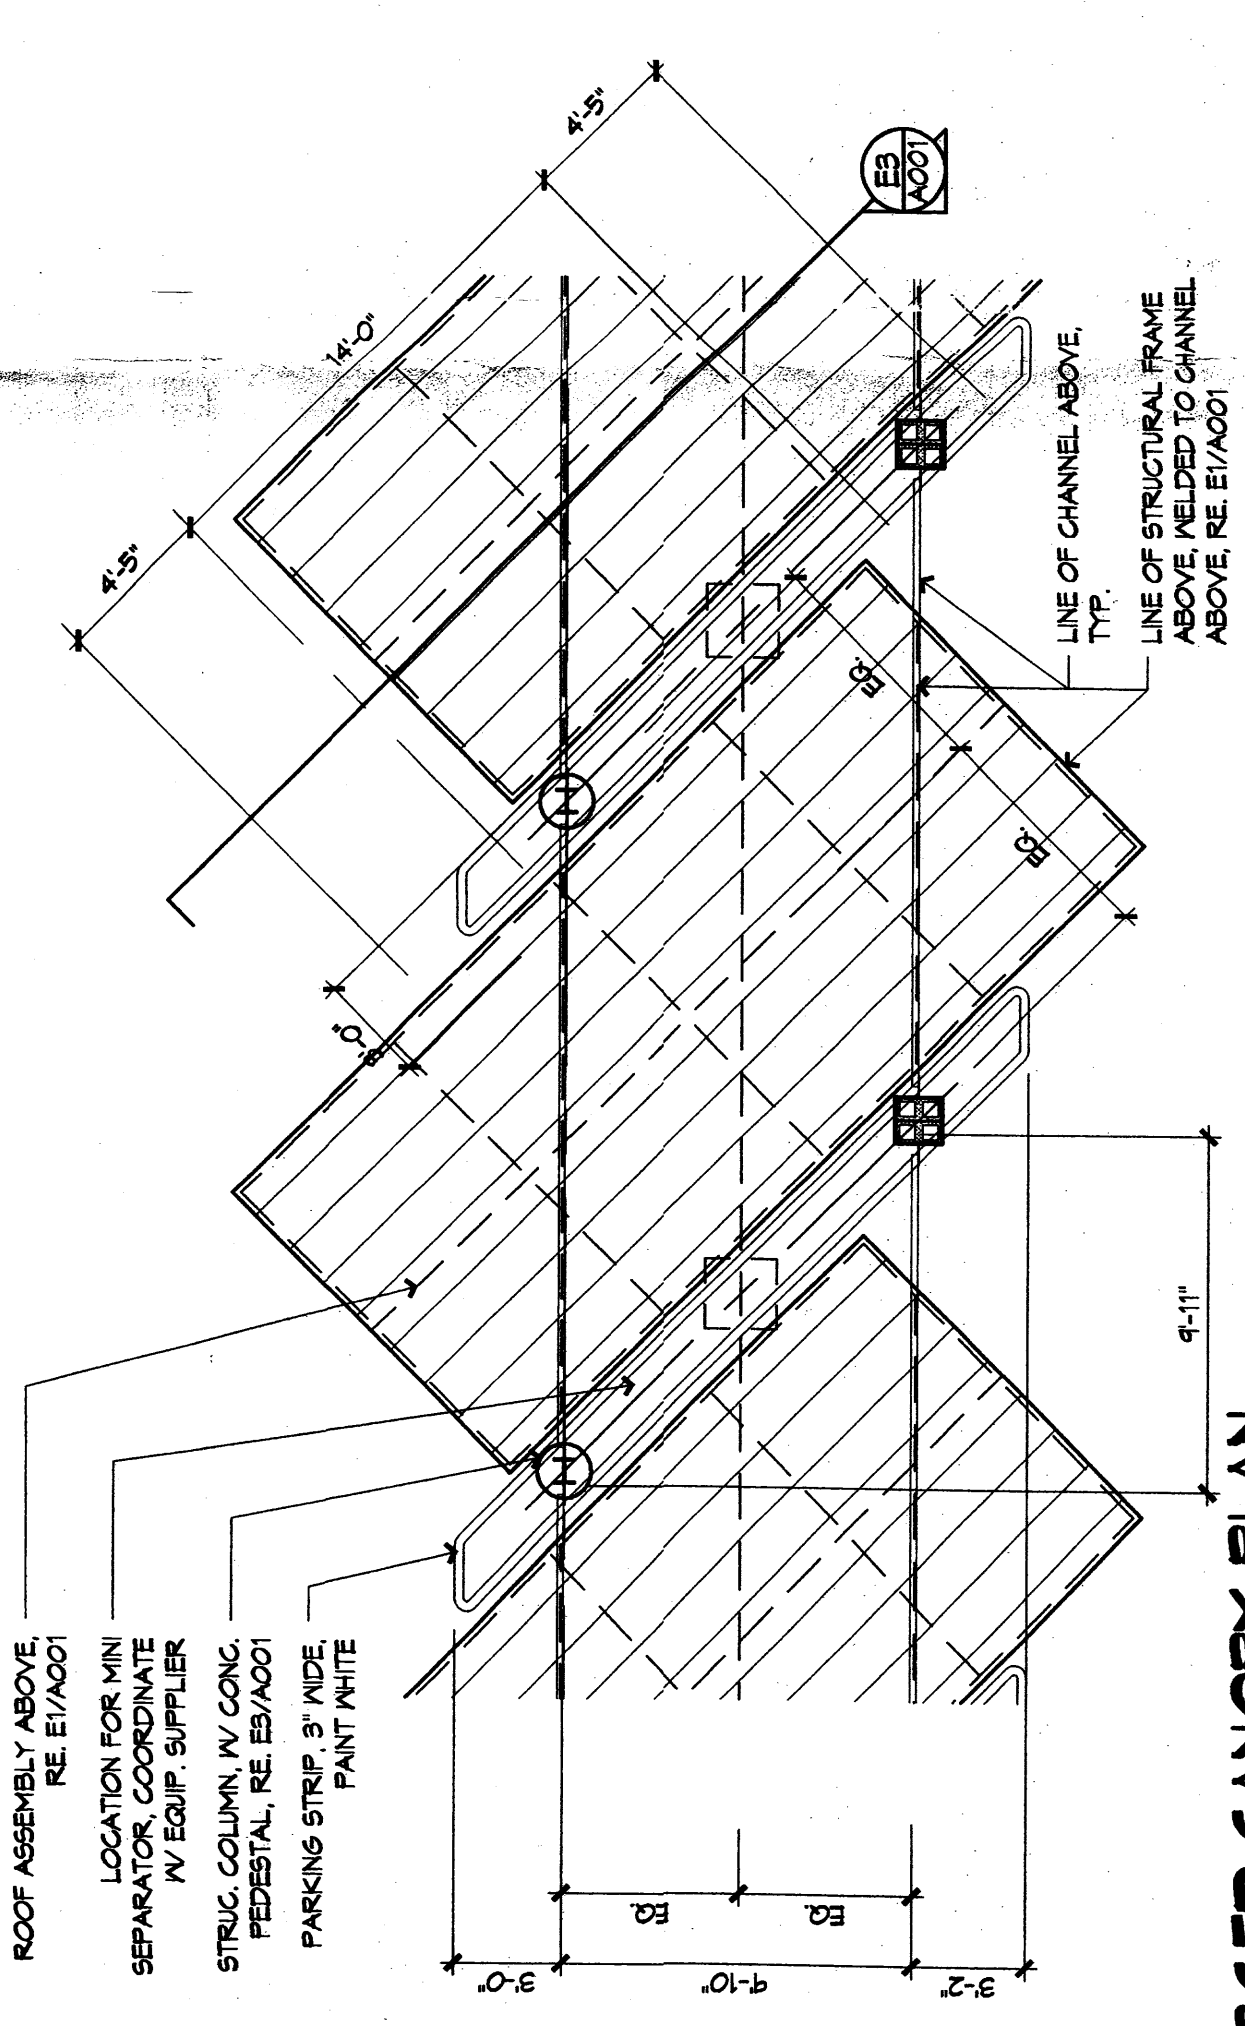 ROOF ASSEMBLY ABOVE,
RE. E1/A001
LOCATION FOR MINI
SEPARATOR, COORDINATE
W/ EQUIP. SUPPLIER
STRUC. COLUMN, W/ CONC.
PEDESTAL, RE. E3/A001
PARKING STRIP, 3" WIDE,
PAINT WHITE
4'-5"
14'-0"
4'-5"
E3
A001
8'-0"
EQ.
EQ.
LINE OF CHANNEL ABOVE,
TYP.
LINE OF STRUCTURAL FRAME
ABOVE, WELDED TO CHANNEL
ABOVE, RE. E1/A001
9'-11"
EQ.
EQ.
3'-0"
9'-10"
3'-2"
CANOPY PLAN